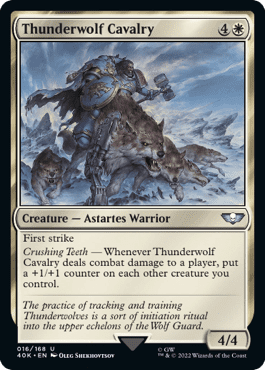 Thunderwolf Cavalry 4
Creature — Astartes Warrior
First strike
Crushing Teeth — Whenever Thunderwolf
Cavalry deals combat damage to a player, put
a +1/+1 counter on each other creature you
control.
The practice of tracking and training
Thunderwolves is a sort of initiation ritual
into the upper echelons of the Wolf Guard.
4/4
016/168 U
40K • EN OLEG SHEKHOVTSOV
© GW
™ & © 2022 Wizards of the Coast